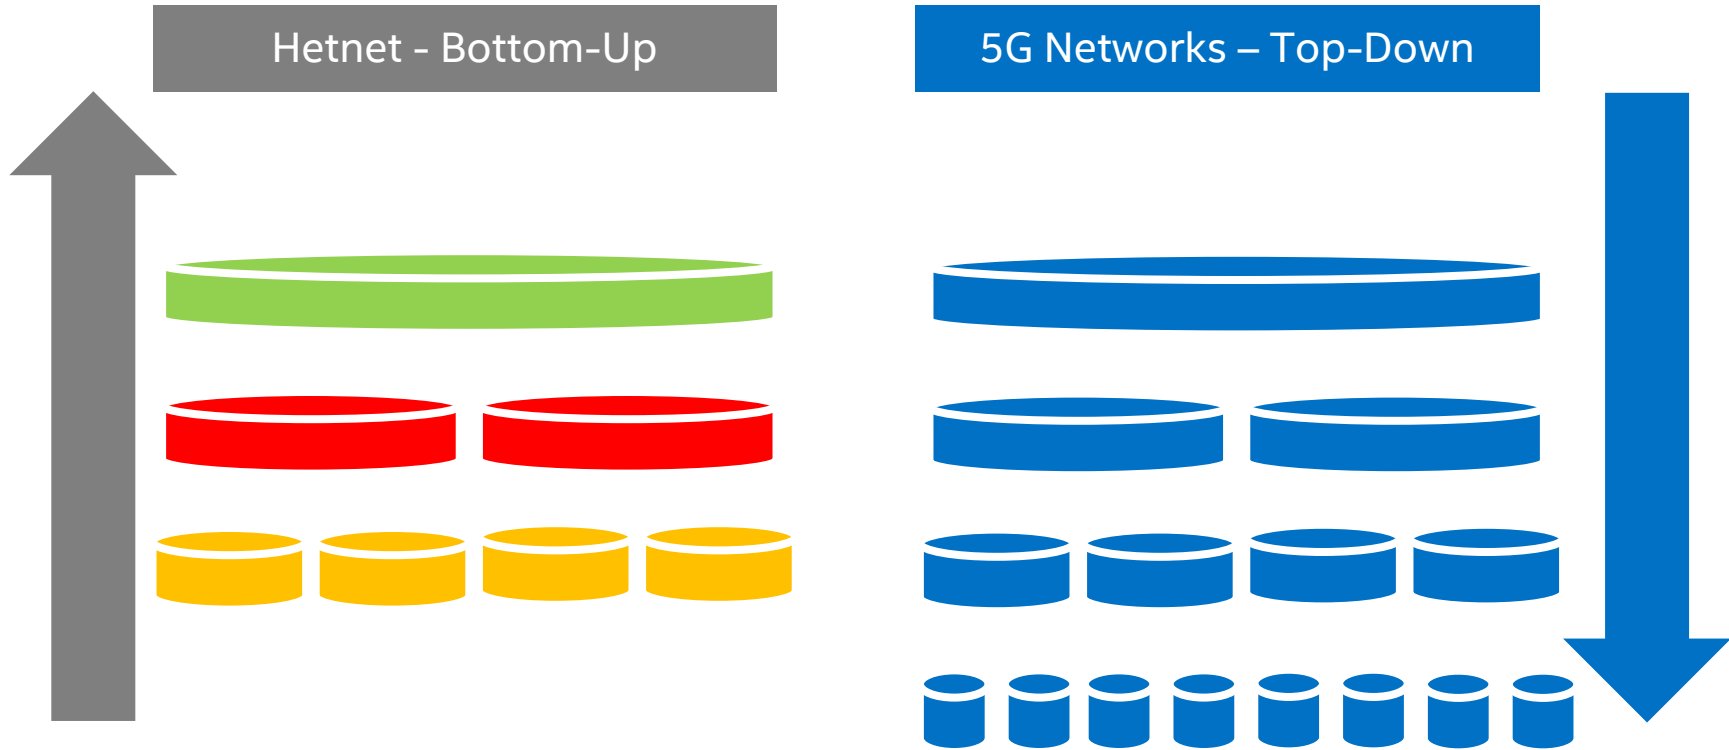 Hetnet - Bottom-Up
5G Networks – Top-Down